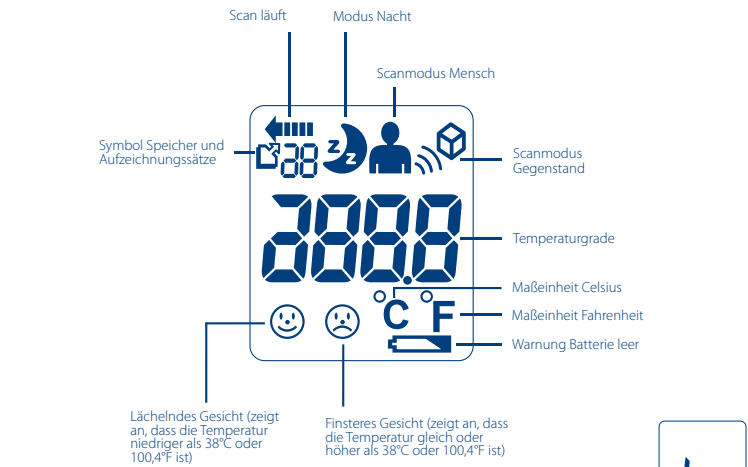 Scan läuft
Modus Nacht
Scanmodus Mensch
Symbol Speicher und
Aufzeichnungssätze
Scanmodus
Gegenstand
38
z
z
3888
Temperaturgrade
Maßeinheit Celsius
°C °F
Maßeinheit Fahrenheit
Warnung Batterie leer
Lächelndes Gesicht (zeigt
an, dass die Temperatur
niedriger als 38°C oder
100,4°F ist)
Finsteres Gesicht (zeigt an, dass
die Temperatur gleich oder
höher als 38°C oder 100,4°F ist)